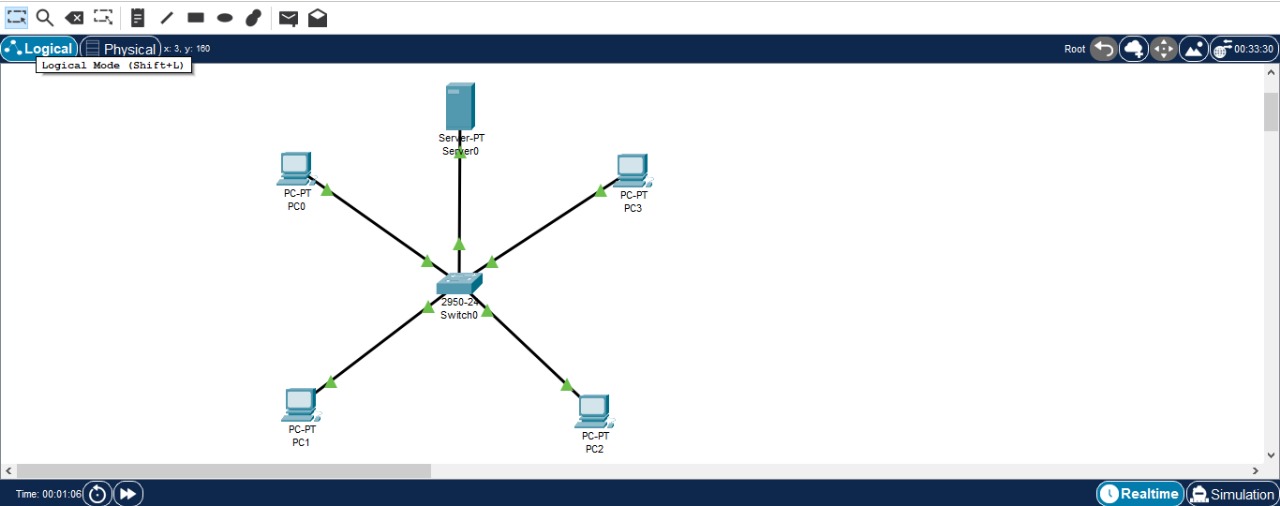 Logical
Physical
x: 3, y: 160
Root
00:33:30
Logical Mode (Shift+L)
Server-PT
Server0
PC-PT
PC0
PC-PT
PC3
2950-24
Switch0
PC-PT
PC1
PC-PT
PC2
Time: 00:01:06
Realtime
Simulation